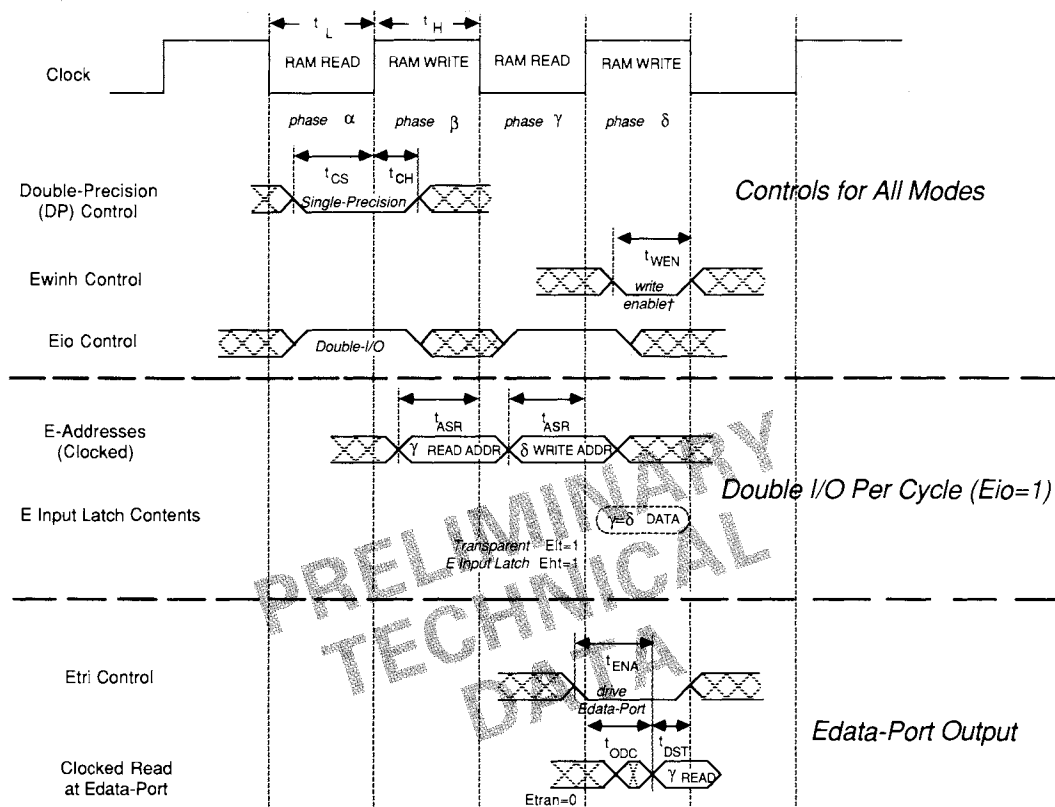 t L
t H
RAM READ
RAM WRITE
RAM READ
RAM WRITE
Clock
phase α
phase β
phase γ
phase δ
t CS
t CH
Double-Precision
(DP) Control
Single-Precision
Controls for All Modes
t WEN
Ewinh Control
write
enable†
Eio Control
Double-I/O
t ASR
t ASR
E-Addresses
(Clocked)
γ READ ADDR
δ WRITE ADDR
Double I/O Per Cycle (Eio=1)
E Input Latch Contents
γ=δ DATA
Transparent Elt=1
E Input Latch Eht=1
PRELIMINARY
TECHNICAL
DATA
t ENA
Etri Control
drive
Edata-Port
Edata-Port Output
t ODC
t DST
Clocked Read
at Edata-Port
γ READ
Etran=0